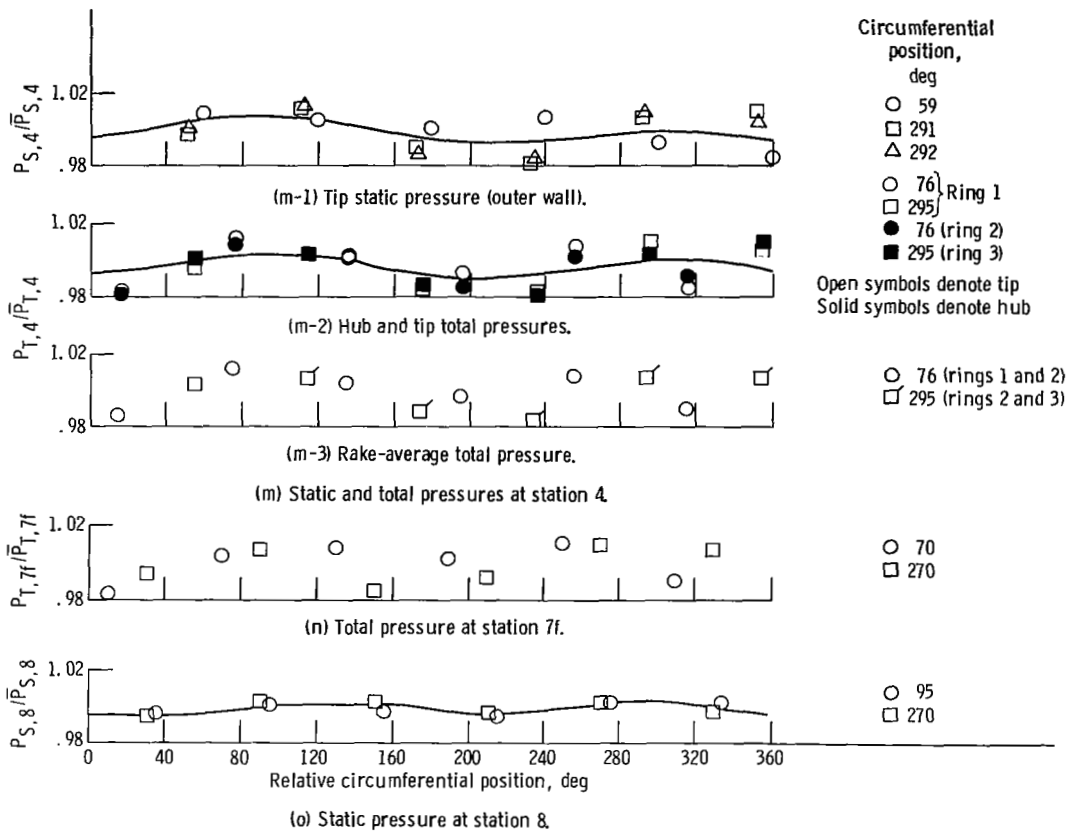 Circumferential
position,
deg
○ 59
□ 291
△ 292
○ 76
□ 295
} Ring 1
● 76 (ring 2)
■ 295 (ring 3)
Open symbols denote tip
Solid symbols denote hub
P_S,4/P̅_S,4
1.02
.98
(m-1) Tip static pressure (outer wall).
P_T,4/P̅_T,4
1.02
.98
(m-2) Hub and tip total pressures.
1.02
.98
○ 76 (rings 1 and 2)
□ 295 (rings 2 and 3)
(m-3) Rake-average total pressure.
(m) Static and total pressures at station 4.
P_T,7f/P̅_T,7f
1.02
.98
○ 70
□ 270
(n) Total pressure at station 7f.
P_S,8/P̅_S,8
1.02
.98
○ 95
□ 270
0 40 80 120 160 200 240 280 320 360
Relative circumferential position, deg
(o) Static pressure at station 8.